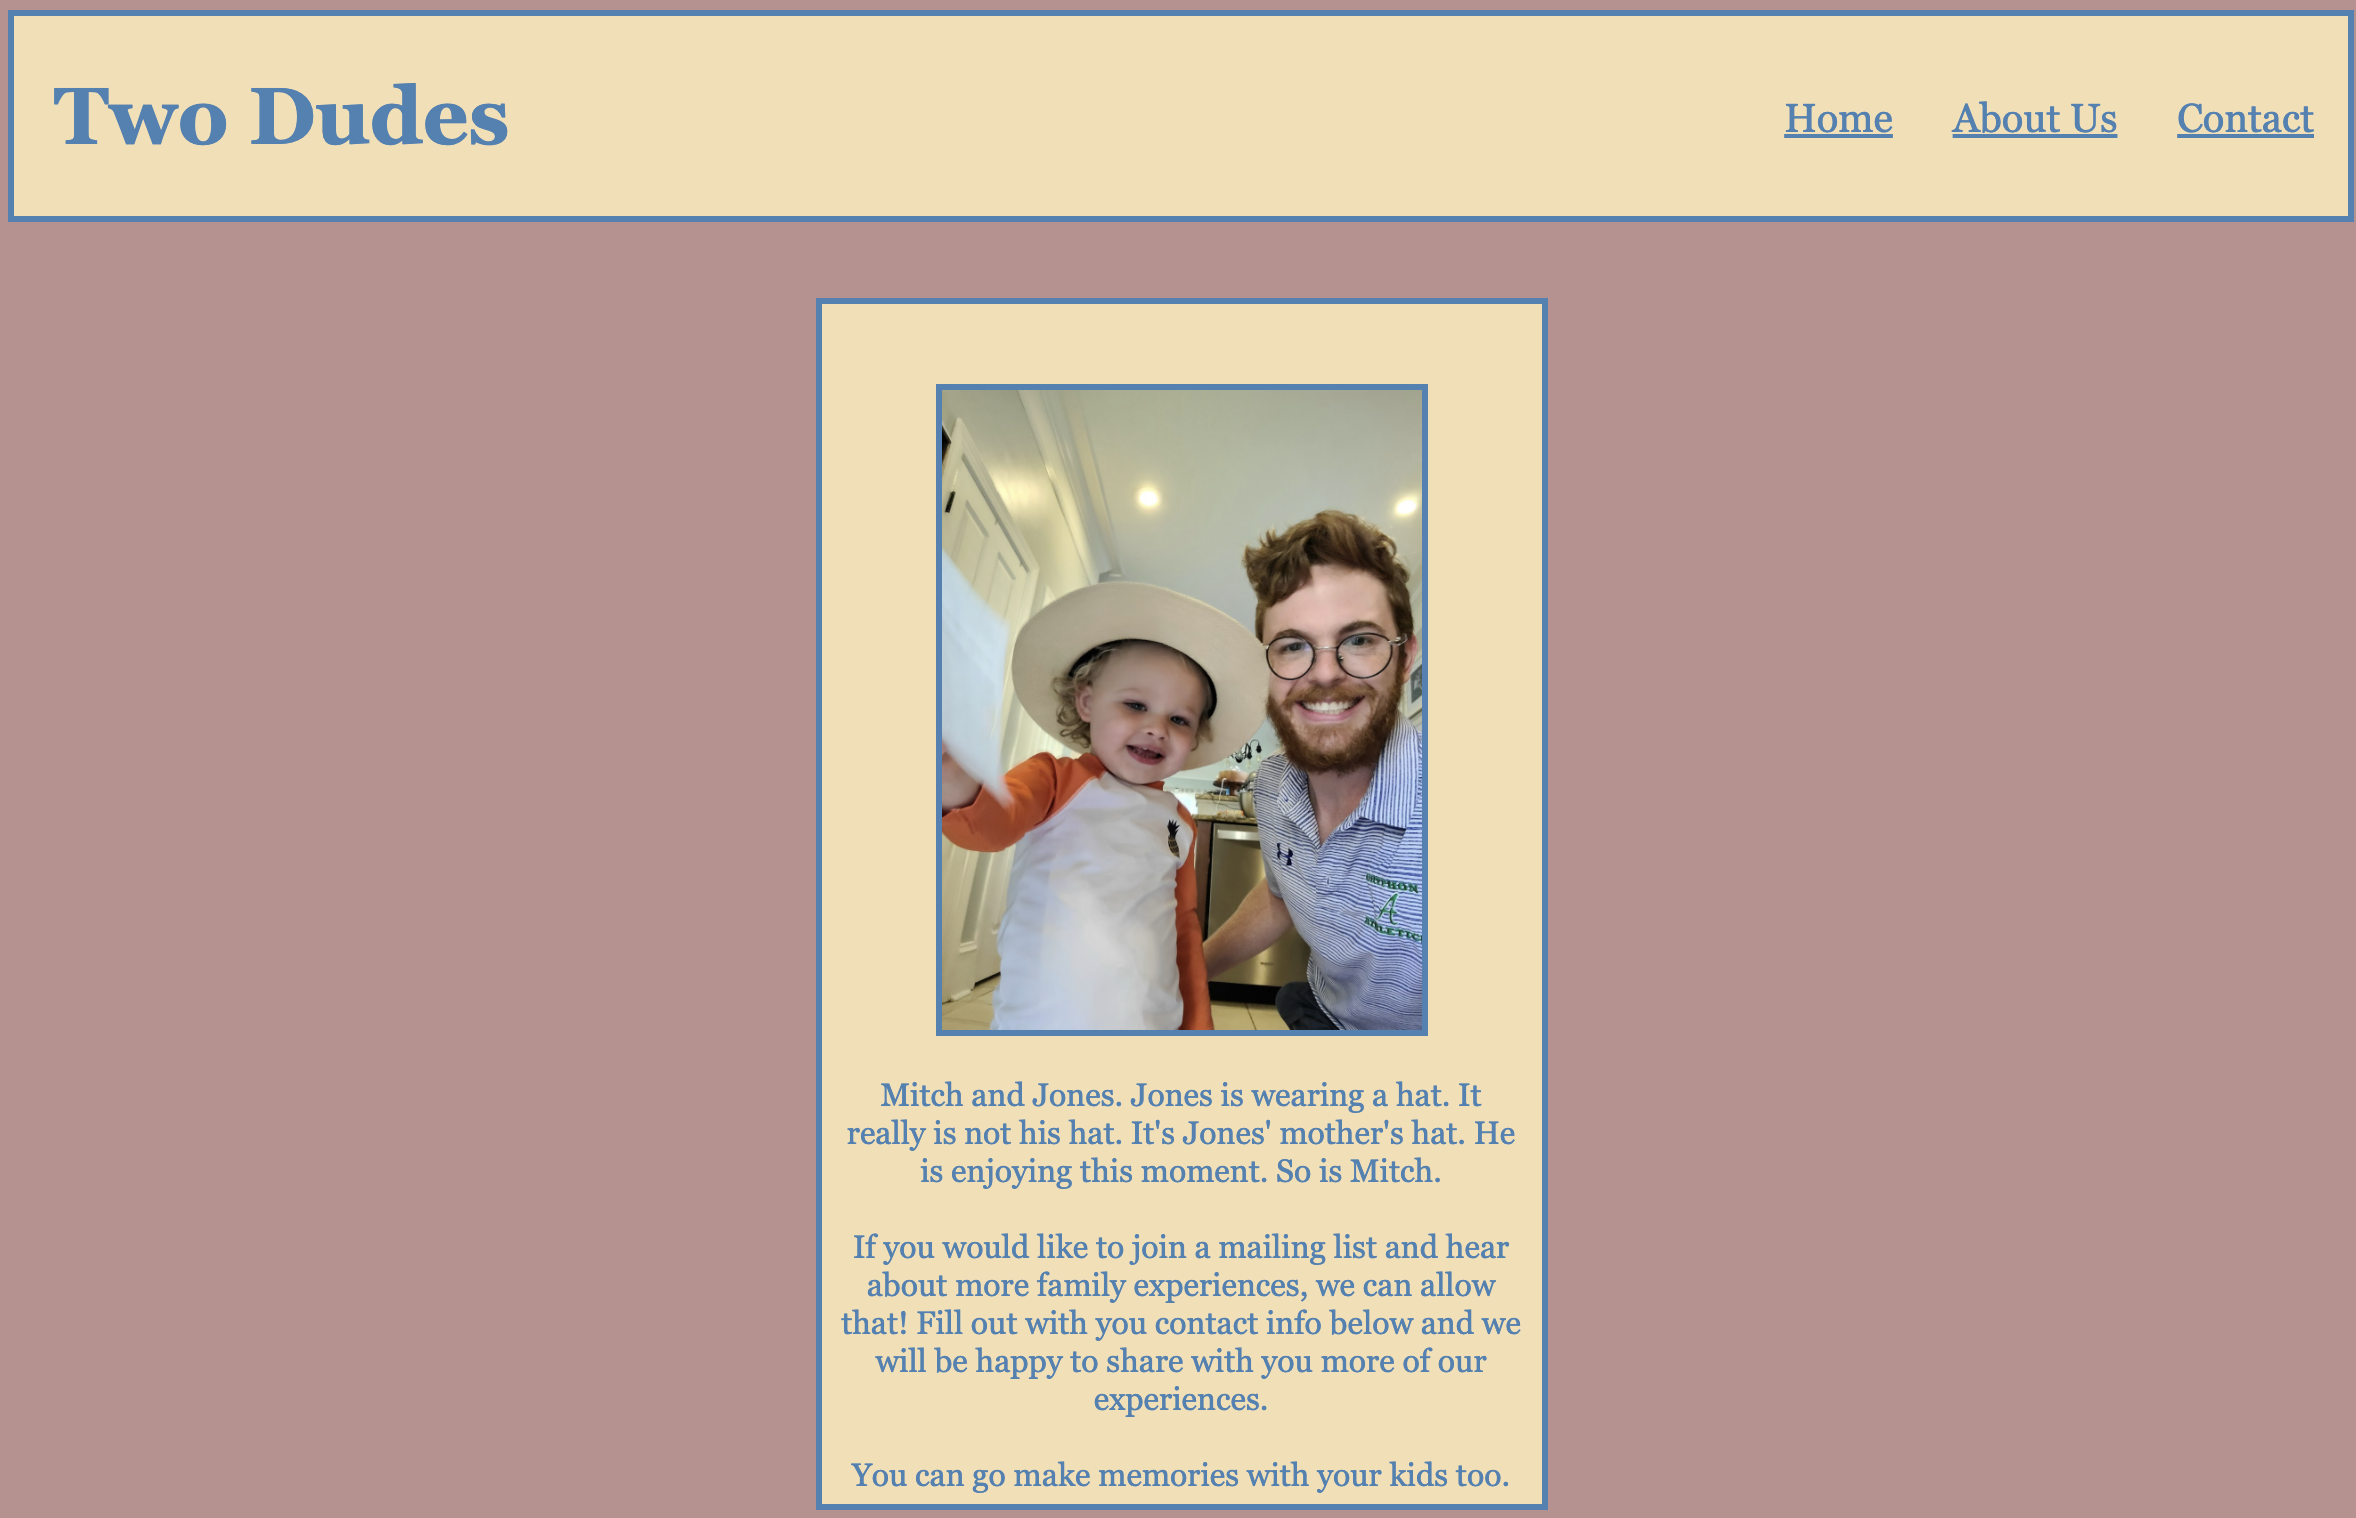 Two Dudes
Home About Us Contact
A
Mitch and Jones. Jones is wearing a hat. It
really is not his hat. It's Jones' mother's hat. He
is enjoying this moment. So is Mitch.
If you would like to join a mailing list and hear
about more family experiences, we can allow
that! Fill out with you contact info below and we
will be happy to share with you more of our
experiences.
You can go make memories with your kids too.